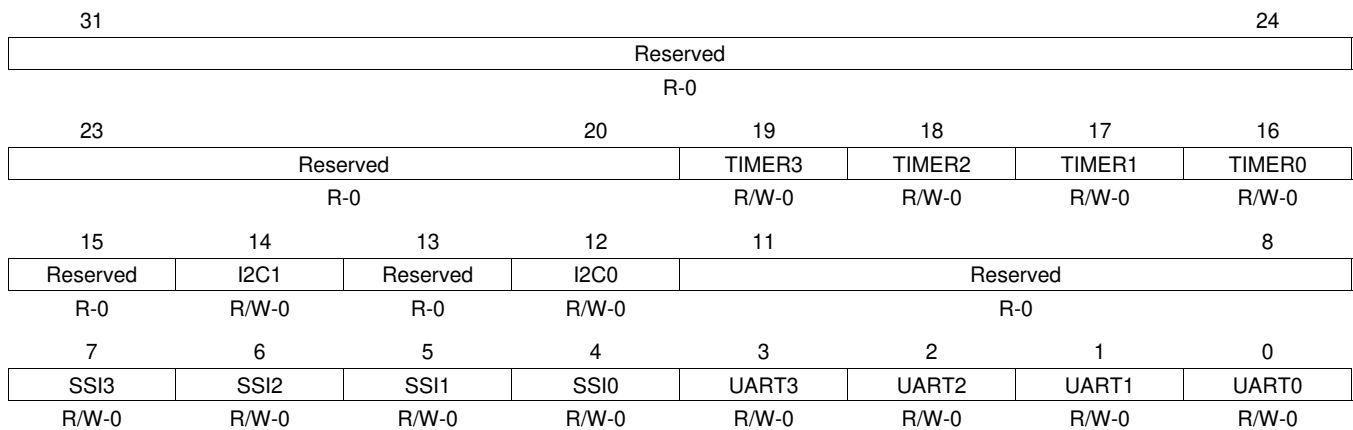 31 24
Reserved
R-0
23 20 19 18 17 16
Reserved TIMER3 TIMER2 TIMER1 TIMER0
R-0 R/W-0 R/W-0 R/W-0 R/W-0
15 14 13 12 11 8
Reserved I2C1 Reserved I2C0 Reserved
R-0 R/W-0 R-0 R/W-0 R-0
7 6 5 4 3 2 1 0
SSI3 SSI2 SSI1 SSI0 UART3 UART2 UART1 UART0
R/W-0 R/W-0 R/W-0 R/W-0 R/W-0 R/W-0 R/W-0 R/W-0